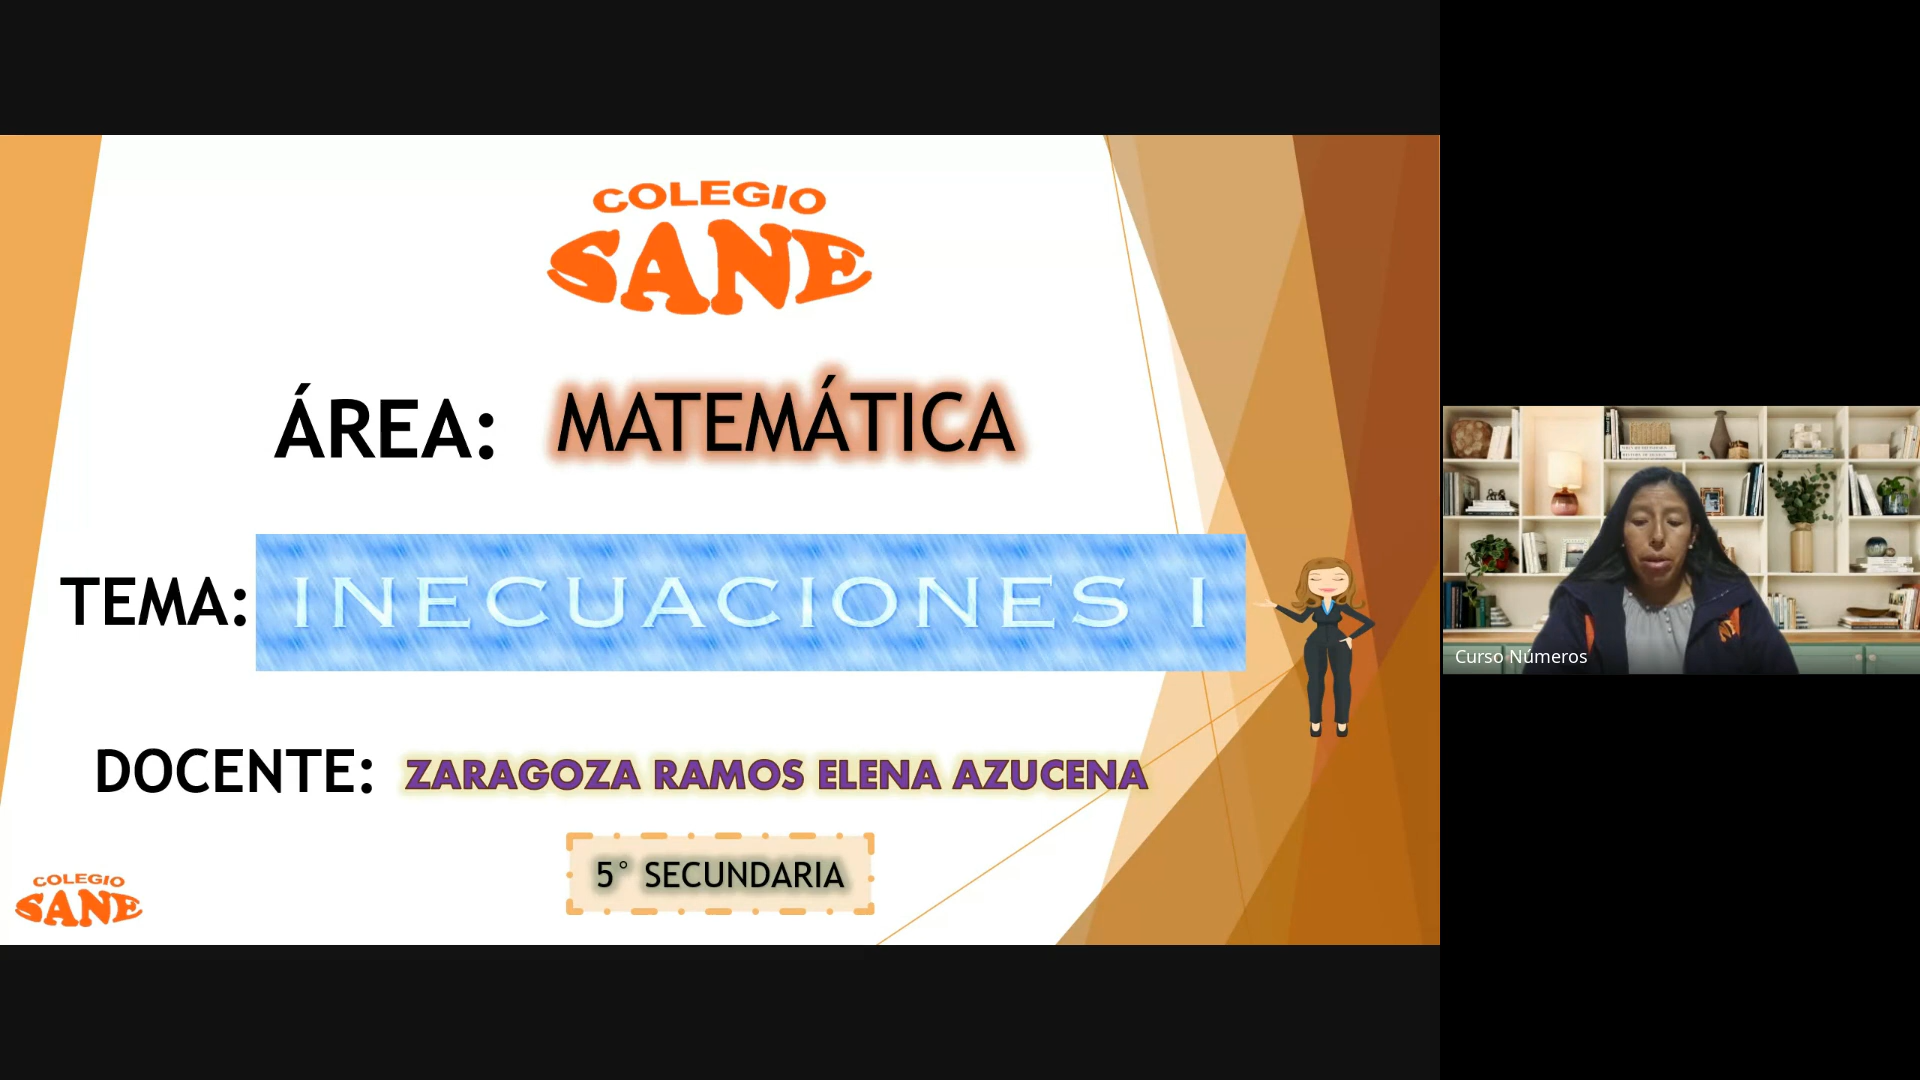 COLEGIO
SANE
ÁREA: MATEMÁTICA
TEMA: INECUACIONES I
DOCENTE: ZARAGOZA RAMOS ELENA AZUCENA
5° SECUNDARIA
COLEGIO
SANE
Curso Números